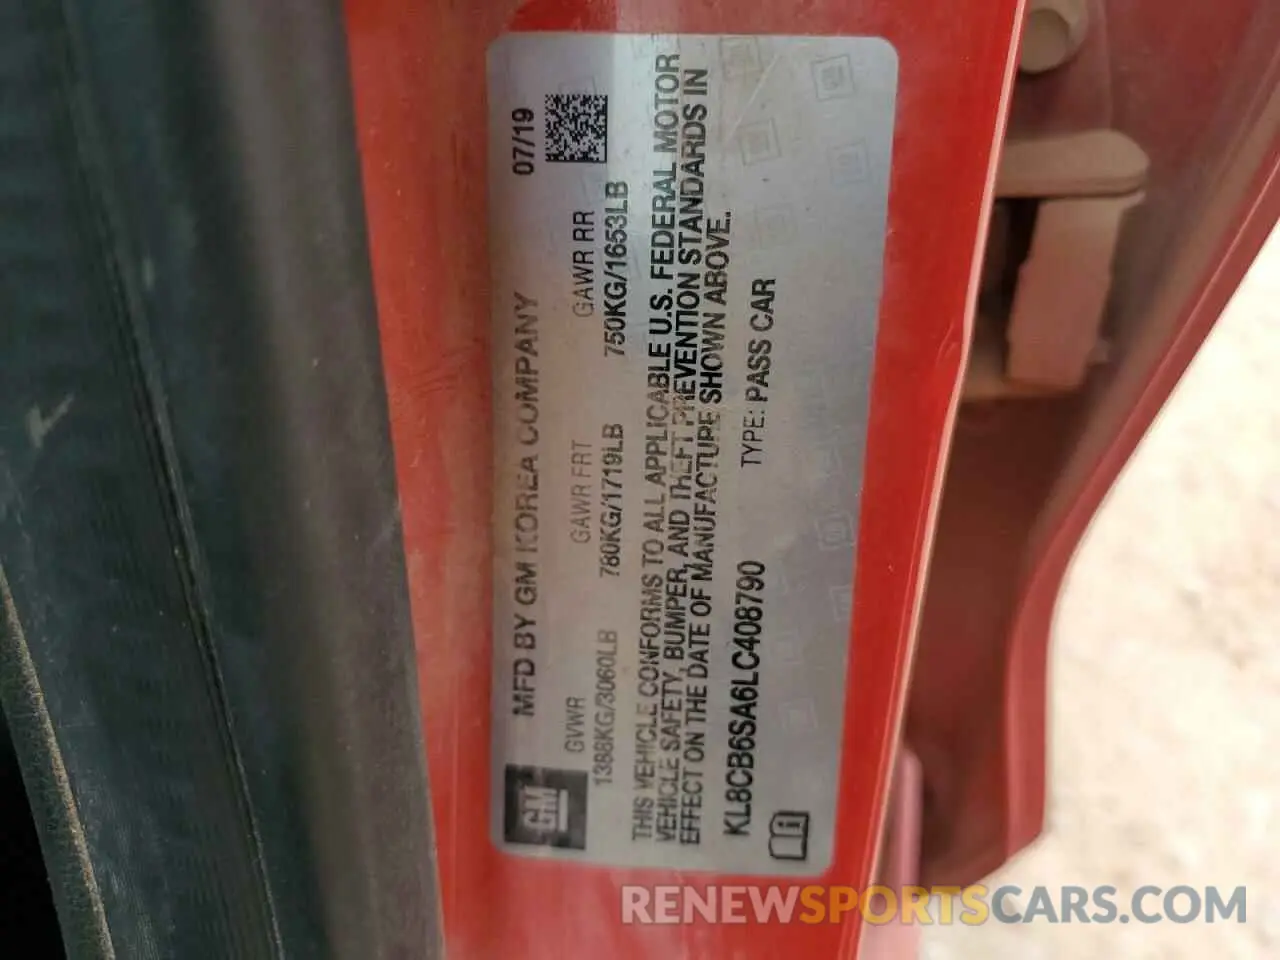 GM
MFD BY GM KOREA COMPANY 07/19
GVWR GAWR FRT GAWR RR
1388KG/3060LB 780KG/1719LB 750KG/1653LB
THIS VEHICLE CONFORMS TO ALL APPLICABLE U.S. FEDERAL MOTOR
VEHICLE SAFETY, BUMPER, AND THEFT PREVENTION STANDARDS IN
EFFECT ON THE DATE OF MANUFACTURE SHOWN ABOVE.
KL8CB6SA6LC408790 TYPE: PASS CAR
RENEWSPORTSCARS.COM